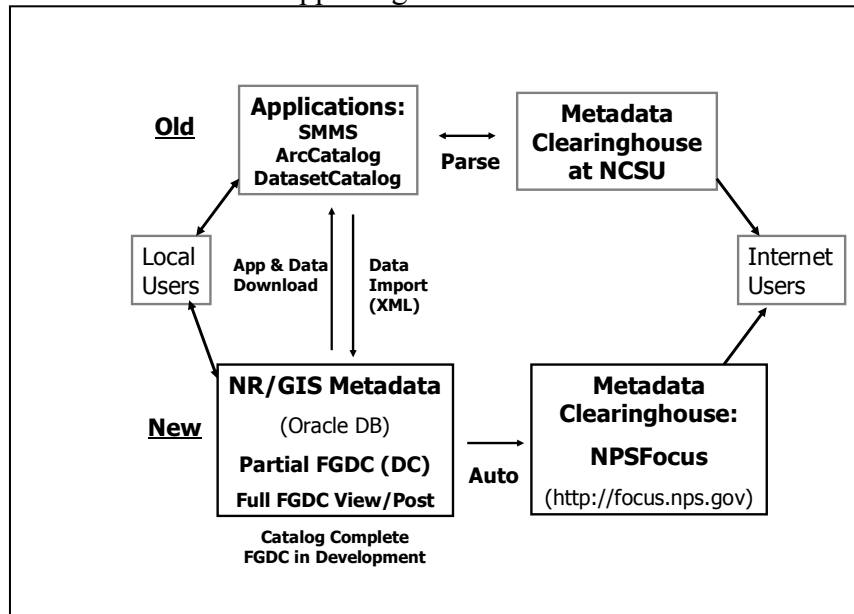 Old
Applications:
SMMS
ArcCatalog
DatasetCatalog
Parse
Metadata
Clearinghouse
at NCSU
Local
Users
App & Data
Download
Data
Import
(XML)
Internet
Users
New
NR/GIS Metadata
(Oracle DB)
Partial FGDC (DC)
Full FGDC View/Post
Auto
Metadata
Clearinghouse:
NPSFocus
(http://focus.nps.gov)
Catalog Complete
FGDC in Development